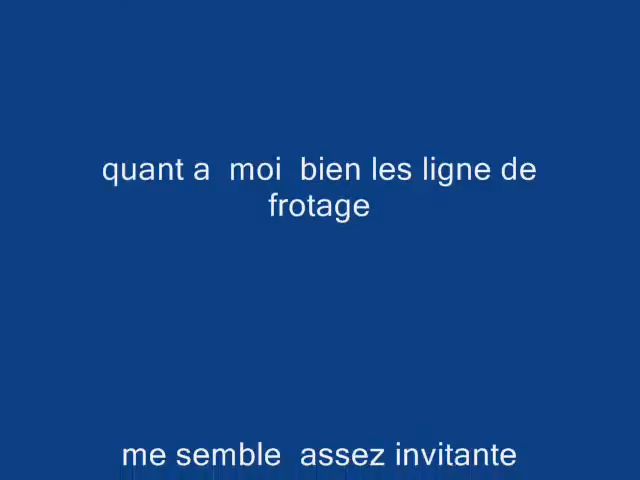 quant a  moi  bien les ligne de
frotage
me semble  assez invitante